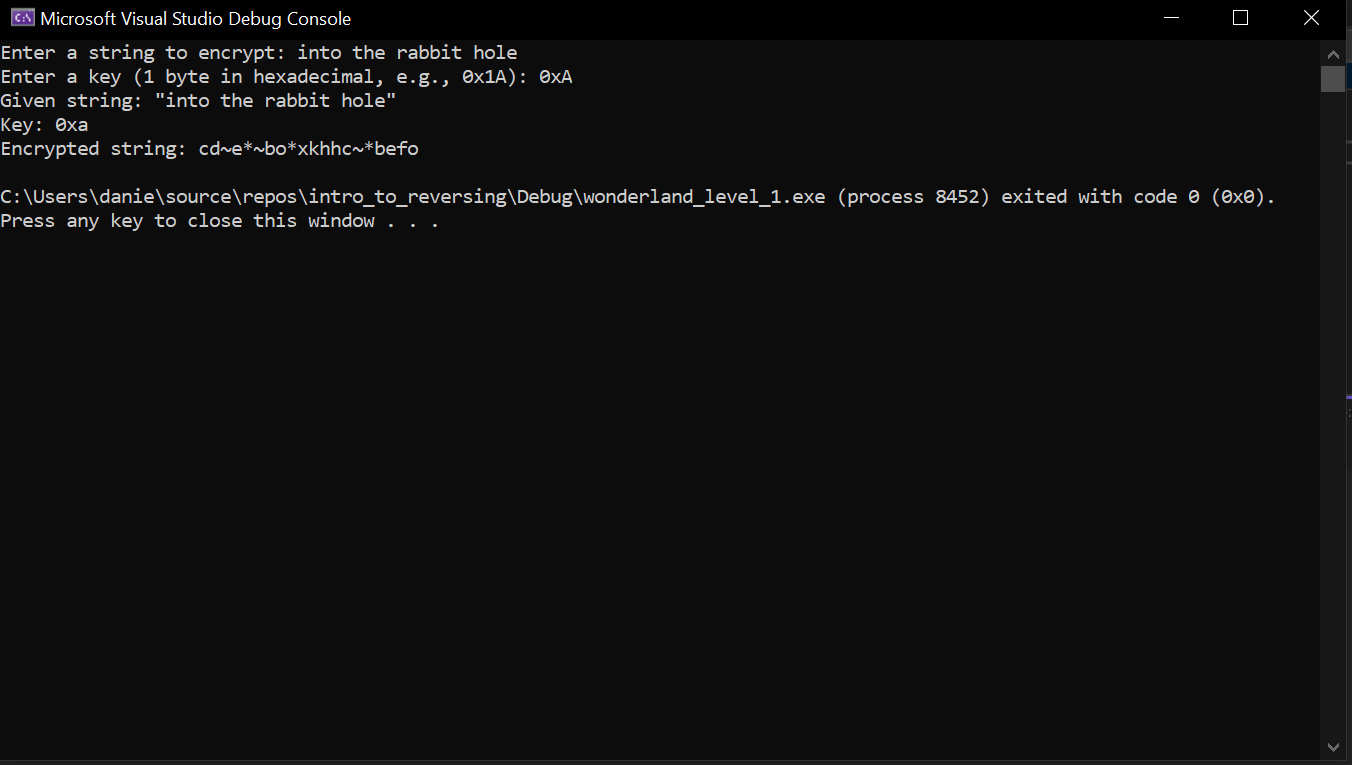 Microsoft Visual Studio Debug Console
Enter a string to encrypt: into the rabbit hole
Enter a key (1 byte in hexadecimal, e.g., 0x1A): 0xA
Given string: "into the rabbit hole"
Key: 0xa
Encrypted string: cd~e*~bo*xkhhc~*befo
C:\Users\danie\source\repos\intro_to_reversing\Debug\wonderland_level_1.exe (process 8452) exited with code 0 (0x0).
Press any key to close this window . . .